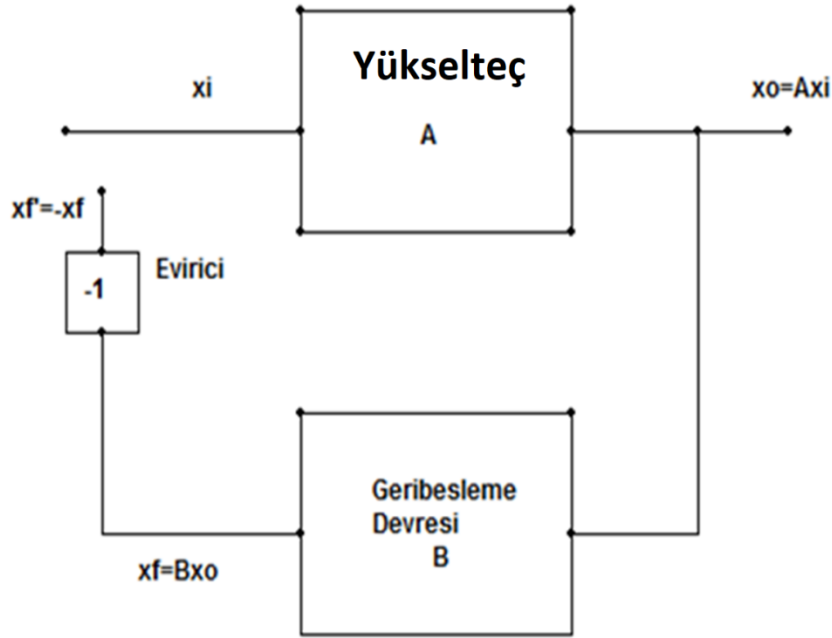 Yükselteç
xi
xo=Axi
A
xf'=-xf
Evirici
-1
Geribesleme
Devresi
B
xf=Bxo